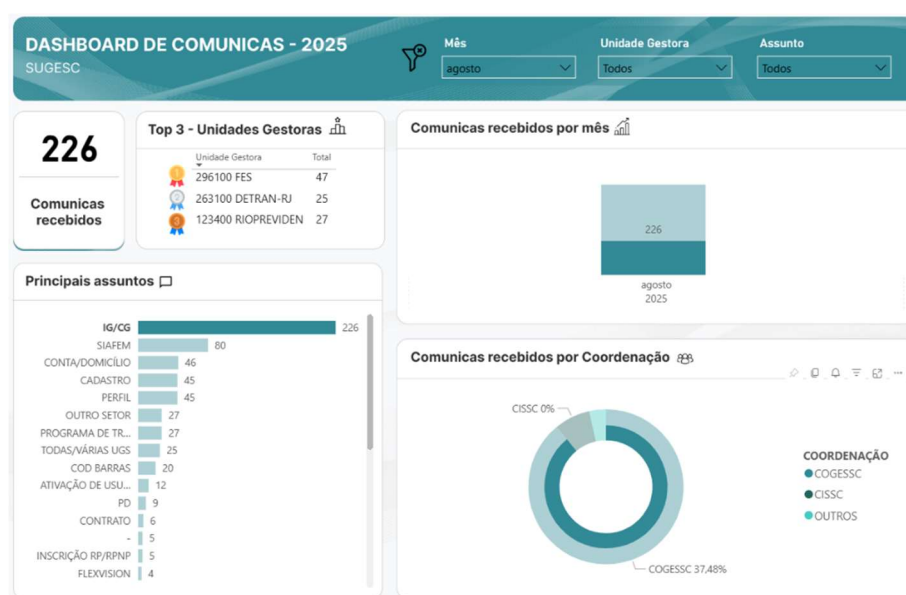 DASHBOARD DE COMUNICAS - 2025
SUGESC
Mês
agosto
Unidade Gestora
Todos
Assunto
Todos
226
Comunicas
recebidos
Top 3 - Unidades Gestoras
Unidade Gestora Total
1 296100 FES 47
2 263100 DETRAN-RJ 25
3 123400 RIOPREVIDEN 27
Comunicas recebidos por mês
226
agosto
2025
Principais assuntos
IG/CG 226
SIAFEM 80
CONTA/DOMICÍLIO 46
CADASTRO 45
PERFIL 45
OUTRO SETOR 27
PROGRAMA DE TR... 27
TODAS/VÁRIAS UGS 25
COD BARRAS 20
ATIVAÇÃO DE USU... 12
PD 9
CONTRATO 6
- 5
INSCRIÇÃO RP/RPNP 5
FLEXVISION 4
Comunicas recebidos por Coordenação
CISSC 0%
COGESSC 37,48%
COORDENAÇÃO
COGESSC
CISSC
OUTROS